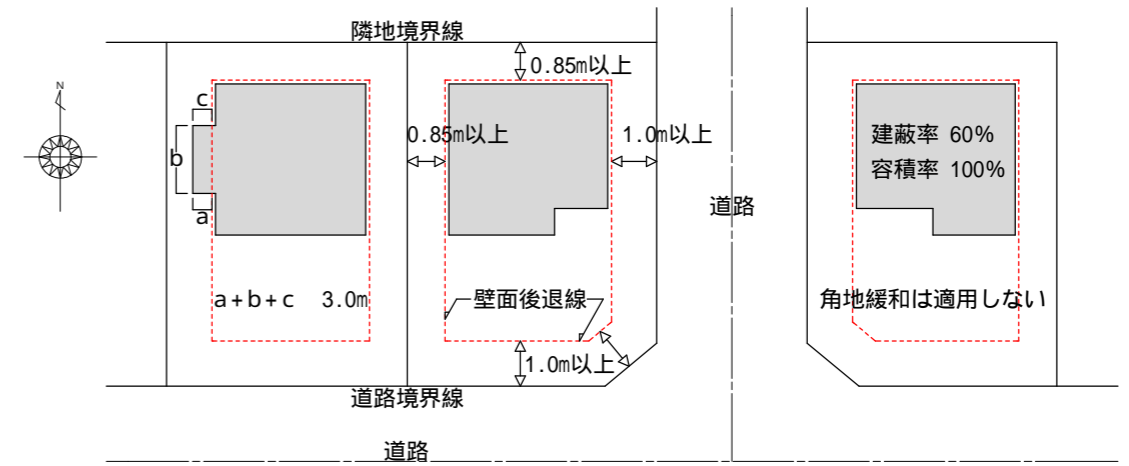 隣地境界線
N
0.85m以上
c
0.85m以上
1.0m以上
建蔽率 60%
b
容積率 100%
道路
a
a+b+c 3.0m
壁面後退線
角地緩和は適用しない
1.0m以上
道路境界線
道路